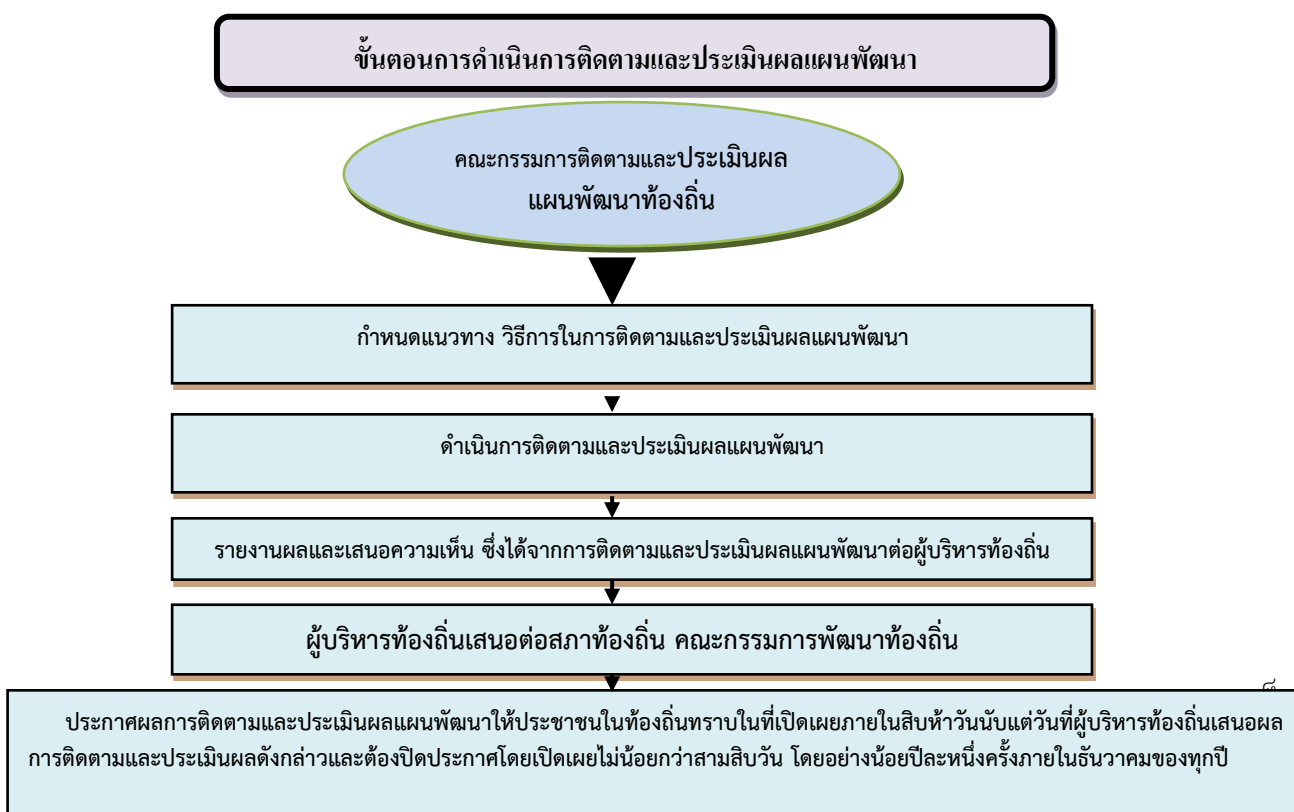 ขั้นตอนการดำเนินการติดตามและประเมินผลแผนพัฒนา
คณะกรรมการติดตามและประเมินผล
แผนพัฒนาท้องถิ่น
กำหนดแนวทาง วิธีการในการติดตามและประเมินผลแผนพัฒนา
ดำเนินการติดตามและประเมินผลแผนพัฒนา
รายงานผลและเสนอความเห็น ซึ่งได้จากการติดตามและประเมินผลแผนพัฒนาต่อผู้บริหารท้องถิ่น
ผู้บริหารท้องถิ่นเสนอต่อสภาท้องถิ่น คณะกรรมการพัฒนาท้องถิ่น
ประกาศผลการติดตามและประเมินผลแผนพัฒนาให้ประชาชนในท้องถิ่นทราบในที่เปิดเผยภายในสิบห้าวันนับแต่วันที่ผู้บริหารท้องถิ่นเสนอผล
การติดตามและประเมินผลดังกล่าวและต้องปิดประกาศโดยเปิดเผยไม่น้อยกว่าสามสิบวัน โดยอย่างน้อยปีละหนึ่งครั้งภายในธันวาคมของทุกปี